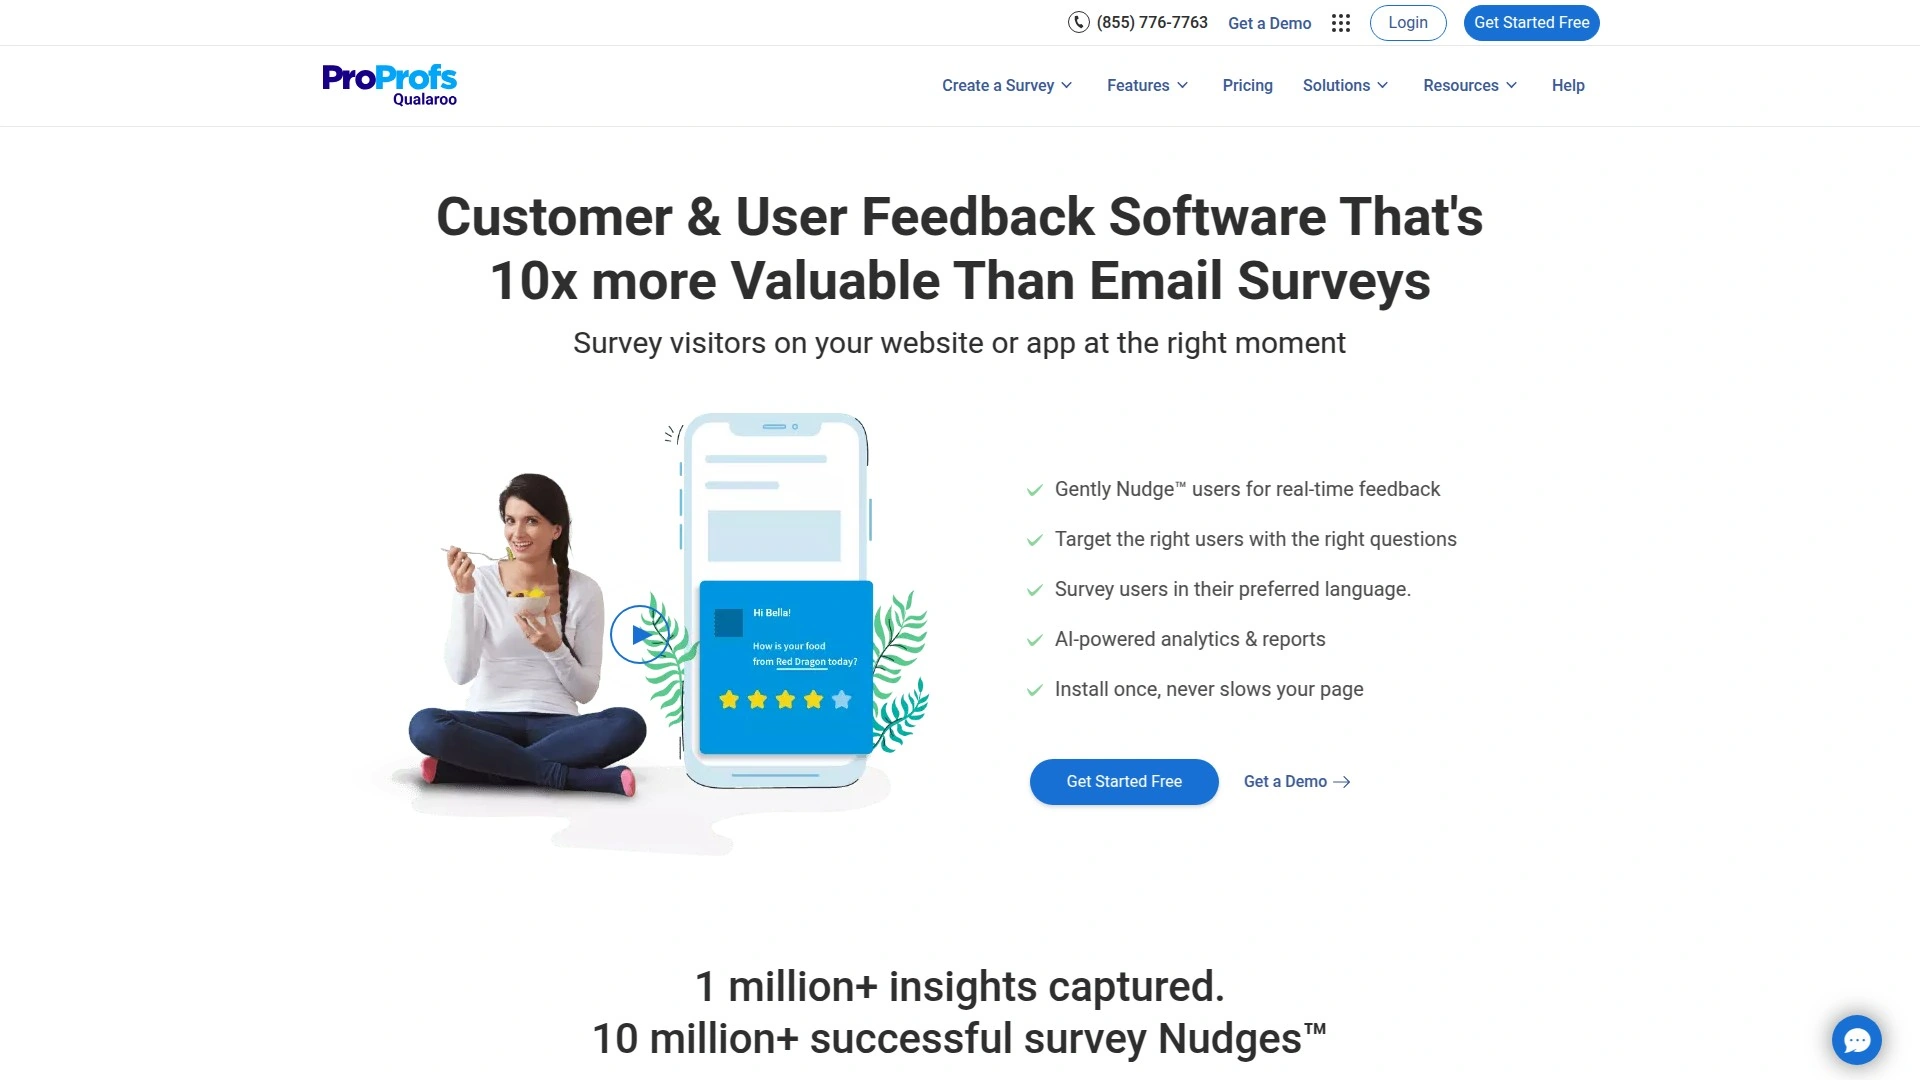 (855) 776-7763 Get a Demo Login Get Started Free
ProProfs
Qualaroo
Create a Survey Features Pricing Solutions Resources Help
Customer & User Feedback Software That's
10x more Valuable Than Email Surveys
Survey visitors on your website or app at the right moment
Hi Bella!
How is your food
from Red Dragon today?
Gently Nudge™ users for real-time feedback
Target the right users with the right questions
Survey users in their preferred language.
AI-powered analytics & reports
Install once, never slows your page
Get Started Free Get a Demo
1 million+ insights captured.
10 million+ successful survey Nudges™